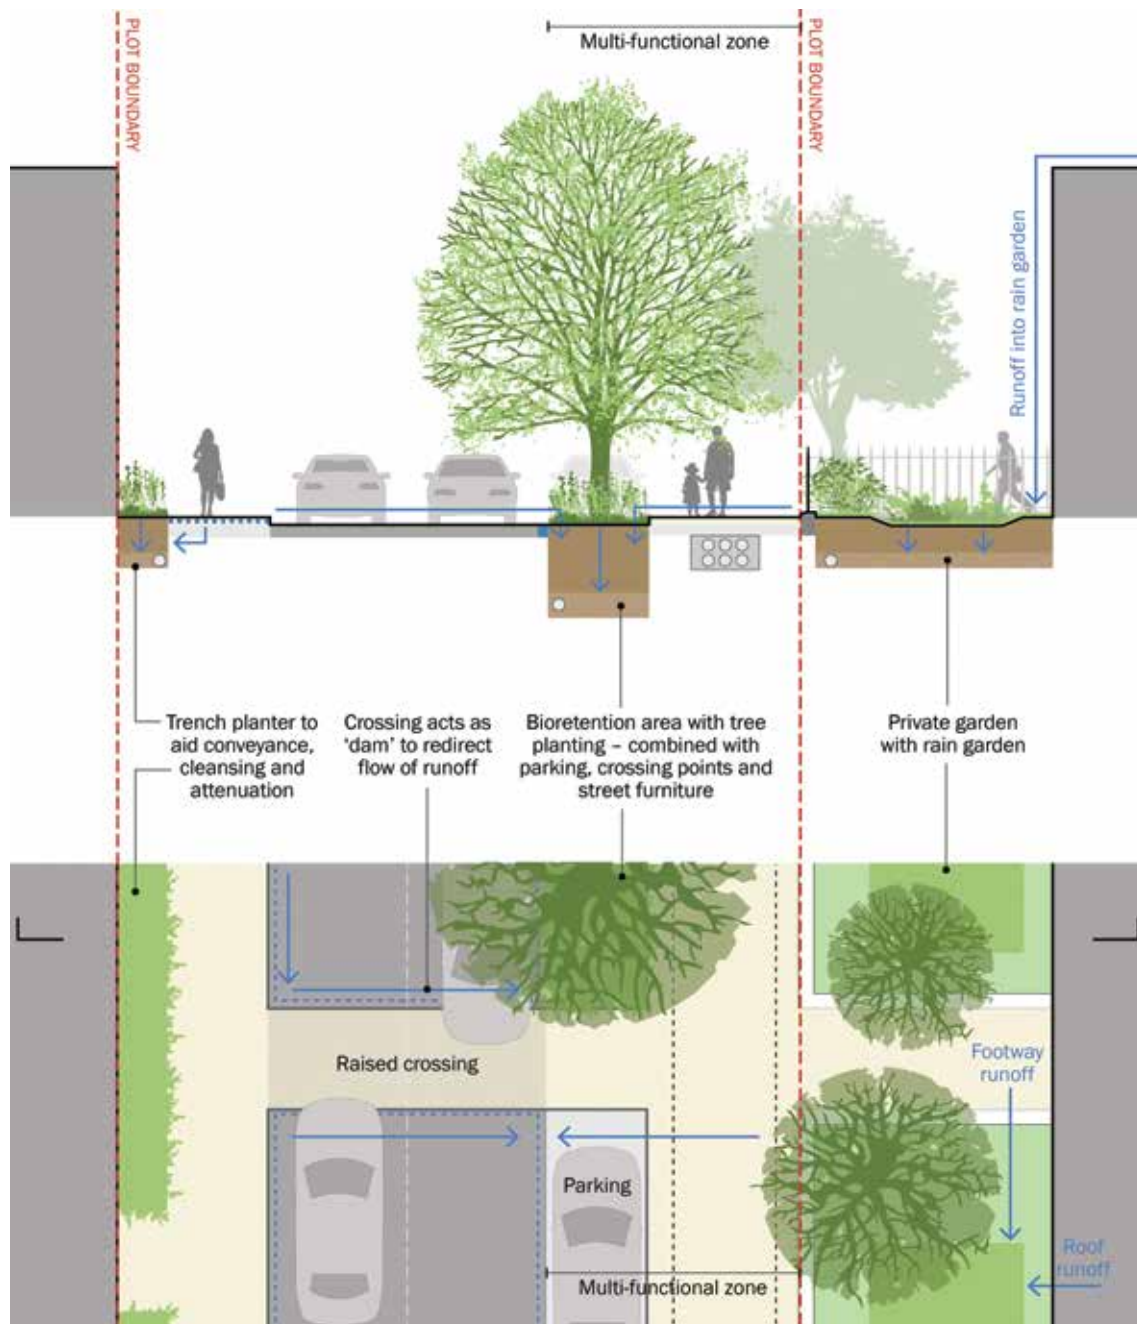 PLOT BOUNDARY
Multi-functional zone
PLOT BOUNDARY
Runoff into rain garden
Trench planter to
aid conveyance,
cleansing and
attenuation
Crossing acts as
‘dam’ to redirect
flow of runoff
Bioretention area with tree
planting – combined with
parking, crossing points and
street furniture
Private garden
with rain garden
Raised crossing
Footway
runoff
Parking
Roof
runoff
Multi-functional zone